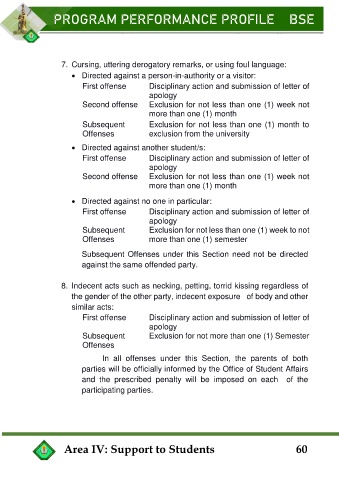 PROGRAM PERFORMANCE PROFILE BSE
7. Cursing, uttering derogatory remarks, or using foul language:
• Directed against a person-in-authority or a visitor:
First offense Disciplinary action and submission of letter of
apology
Second offense Exclusion for not less than one (1) week not
more than one (1) month
Subsequent Exclusion for not less than one (1) month to
Offenses exclusion from the university
• Directed against another student/s:
First offense Disciplinary action and submission of letter of
apology
Second offense Exclusion for not less than one (1) week not
more than one (1) month
• Directed against no one in particular:
First offense Disciplinary action and submission of letter of
apology
Subsequent Exclusion for not less than one (1) week to not
Offenses more than one (1) semester
Subsequent Offenses under this Section need not be directed
against the same offended party.
8. Indecent acts such as necking, petting, torrid kissing regardless of
the gender of the other party, indecent exposure of body and other
similar acts:
First offense Disciplinary action and submission of letter of
apology
Subsequent Exclusion for not more than one (1) Semester
Offenses
In all offenses under this Section, the parents of both
parties will be officially informed by the Office of Student Affairs
and the prescribed penalty will be imposed on each of the
participating parties.
Area IV: Support to Students 60